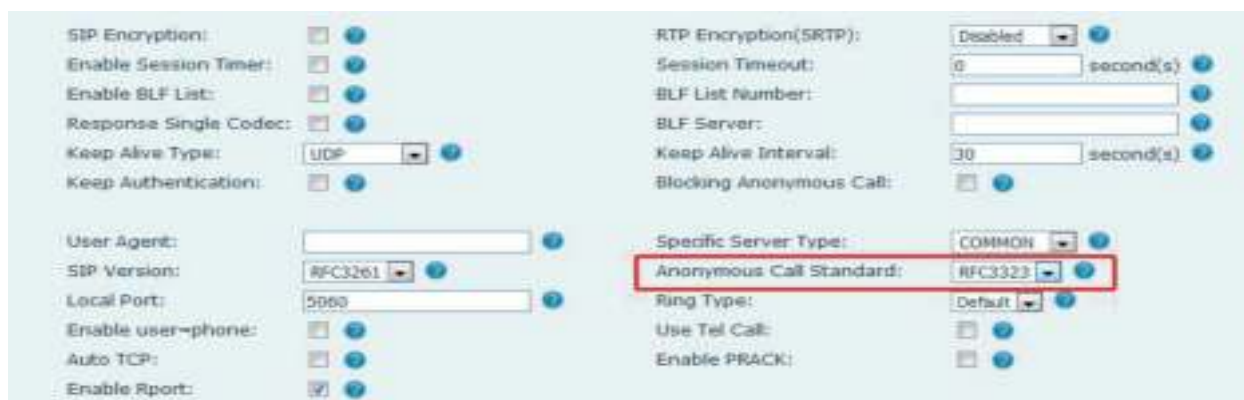 SIP Encryption: RTP Encryption(SRTP): Disabled
Enable Session Timer: Session Timeout: 0 second(s)
Enable BLF List: BLF List Number:
Response Single Codec: BLF Server:
Keep Alive Type: UDP Keep Alive Interval: 30 second(s)
Keep Authentication: Blocking Anonymous Call:
User Agent: Specific Server Type: COMMON
SIP Version: RFC3261 Anonymous Call Standard: RFC3323
Local Port: 5060 Ring Type: Default
Enable user=phone: Use Tel Call:
Auto TCP: Enable PRACK:
Enable Rport: